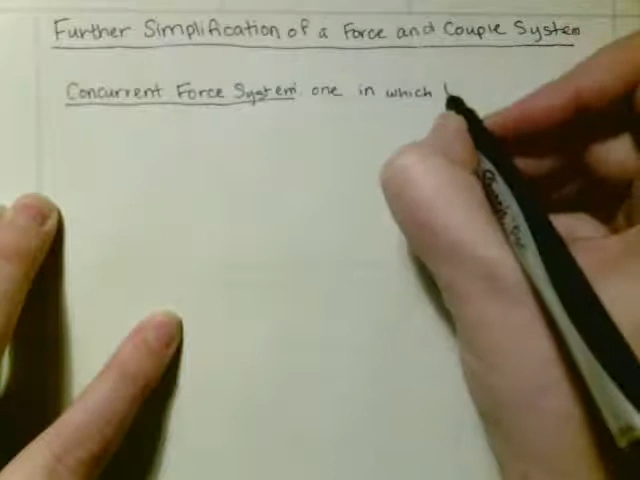 Further Simplification of a Force and Couple System
Concurrent Force System: one in which